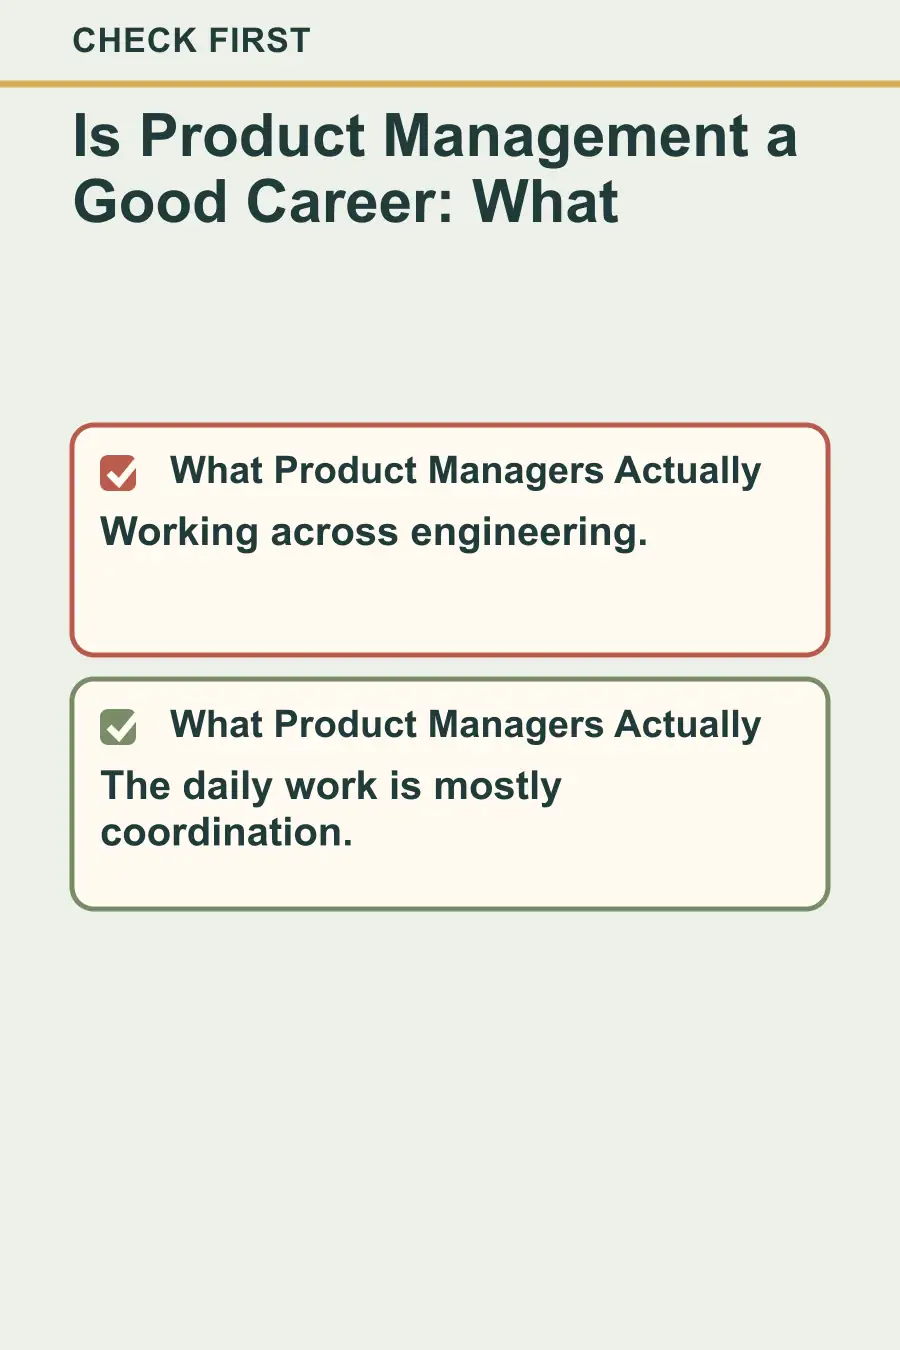 CHECK FIRST
Is Product Management a
Good Career: What
What Product Managers Actually
Working across engineering.
What Product Managers Actually
The daily work is mostly
coordination.